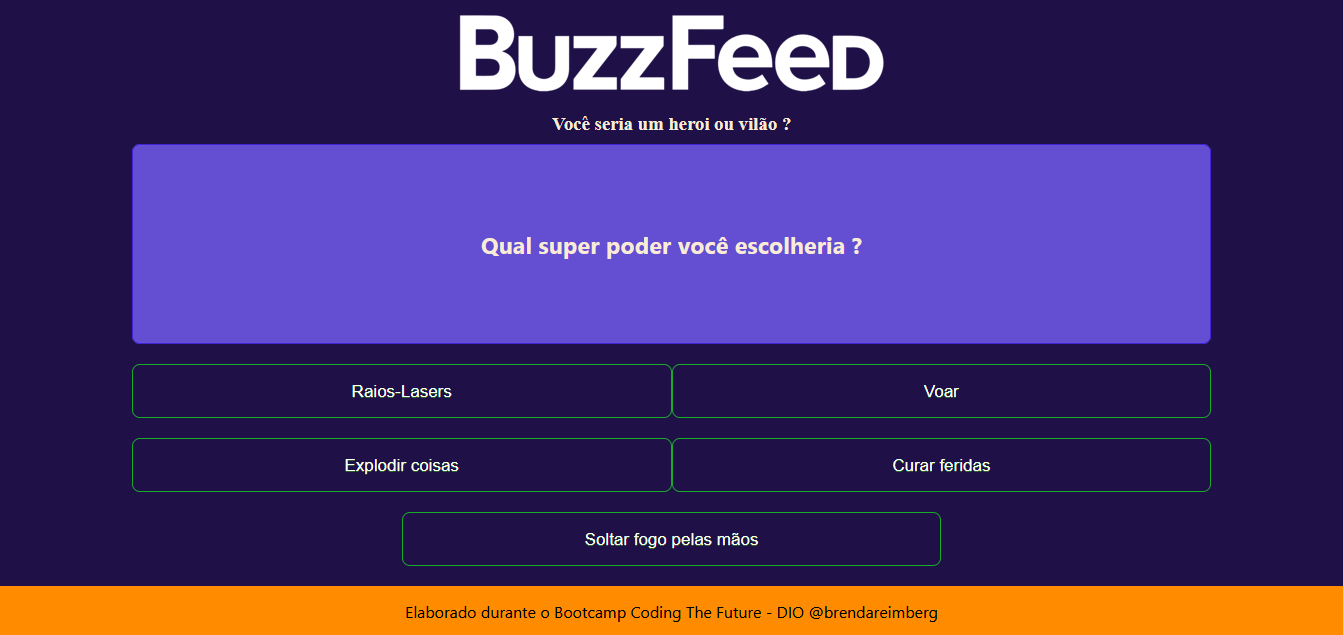 BuzzFeed
Você seria um heroi ou vilão ?
Qual super poder você escolheria ?
Raios-Lasers
Voar
Explodir coisas
Curar feridas
Soltar fogo pelas mãos
Elaborado durante o Bootcamp Coding The Future - DIO @brendareimberg